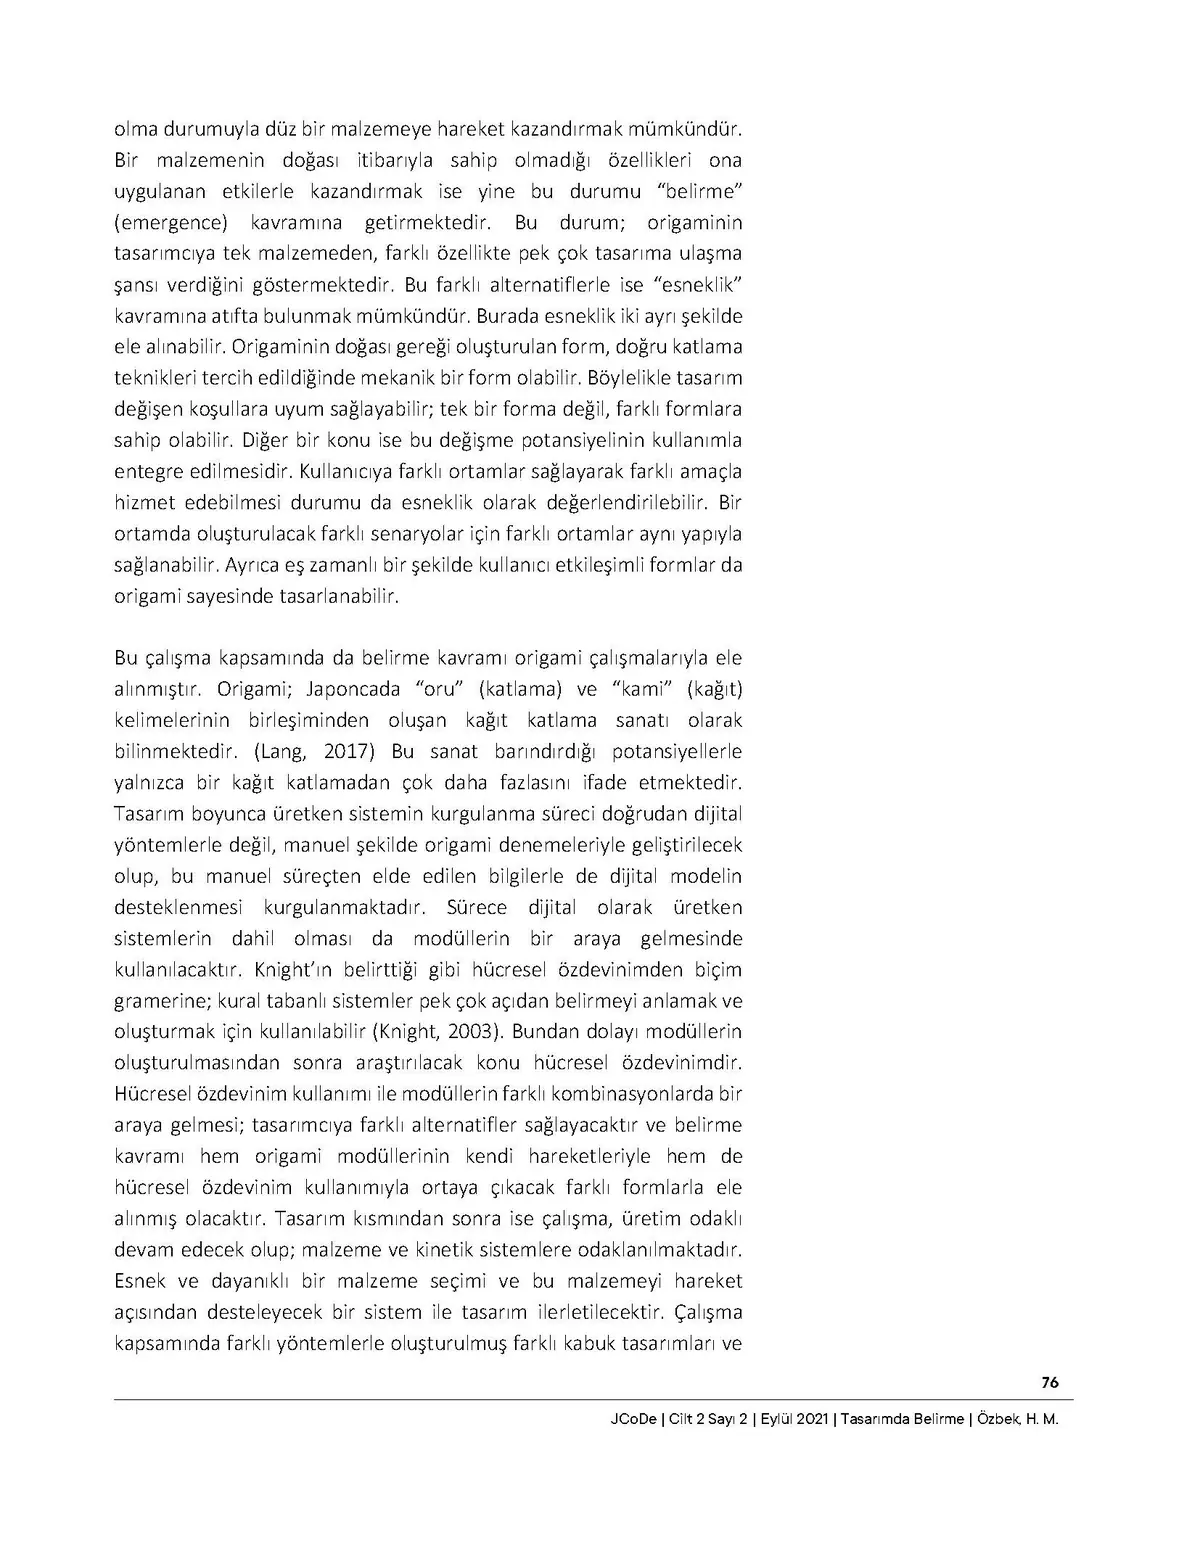 olma durumuyla düz bir malzemeye hareket kazandırmak mümkündür.
Bir malzemenin doğası itibarıyla sahip olmadığı özellikleri ona
uygulanan etkilerle kazandırmak ise yine bu durumu “belirme”
(emergence) kavramına getirmektedir. Bu durum; origaminin
tasarımcıya tek malzemeden, farklı özellikte pek çok tasarıma ulaşma
şansı verdiğini göstermektedir. Bu farklı alternatiflerle ise “esneklik”
kavramına atıfta bulunmak mümkündür. Burada esneklik iki ayrı şekilde
ele alınabilir. Origaminin doğası gereği oluşturulan form, doğru katlama
teknikleri tercih edildiğinde mekanik bir form olabilir. Böylelikle tasarım
değişen koşullara uyum sağlayabilir; tek bir forma değil, farklı formlara
sahip olabilir. Diğer bir konu ise bu değişme potansiyelinin kullanımla
entegre edilmesidir. Kullanıcıya farklı ortamlar sağlayarak farklı amaçla
hizmet edebilmesi durumu da esneklik olarak değerlendirilebilir. Bir
ortamda oluşturulacak farklı senaryolar için farklı ortamlar aynı yapıyla
sağlanabilir. Ayrıca eş zamanlı bir şekilde kullanıcı etkileşimli formlar da
origami sayesinde tasarlanabilir.
Bu çalışma kapsamında da belirme kavramı origami çalışmalarıyla ele
alınmıştır. Origami; Japoncada “oru” (katlama) ve “kami” (kağıt)
kelimelerinin birleşiminden oluşan kağıt katlama sanatı olarak
bilinmektedir. (Lang, 2017) Bu sanat barındırdığı potansiyellerle
yalnızca bir kağıt katlamadan çok daha fazlasını ifade etmektedir.
Tasarım boyunca üretken sistemin kurgulanma süreci doğrudan dijital
yöntemlerle değil, manuel şekilde origami denemeleriyle geliştirilecek
olup, bu manuel süreçten elde edilen bilgilerle de dijital modelin
desteklenmesi kurgulanmaktadır. Sürece dijital olarak üretken
sistemlerin dahil olması da modüllerin bir araya gelmesinde
kullanılacaktır. Knight’ın belirttiği gibi hücresel özdevinimden biçim
gramerine; kural tabanlı sistemler pek çok açıdan belirmeyi anlamak ve
oluşturmak için kullanılabilir (Knight, 2003). Bundan dolayı modüllerin
oluşturulmasından sonra araştırılacak konu hücresel özdevinimdir.
Hücresel özdevinim kullanımı ile modüllerin farklı kombinasyonlarda bir
araya gelmesi; tasarımcıya farklı alternatifler sağlayacaktır ve belirme
kavramı hem origami modüllerinin kendi hareketleriyle hem de
hücresel özdevinim kullanımıyla ortaya çıkacak farklı formlarla ele
alınmış olacaktır. Tasarım kısmından sonra ise çalışma, üretim odaklı
devam edecek olup; malzeme ve kinetik sistemlere odaklanılmaktadır.
Esnek ve dayanıklı bir malzeme seçimi ve bu malzemeyi hareket
açısından desteleyecek bir sistem ile tasarım ilerletilecektir. Çalışma
kapsamında farklı yöntemlerle oluşturulmuş farklı kabuk tasarımları ve
76
JCoDe | Cilt 2 Sayı 2 | Eylül 2021 | Tasarımda Belirme | Özbek, H. M.